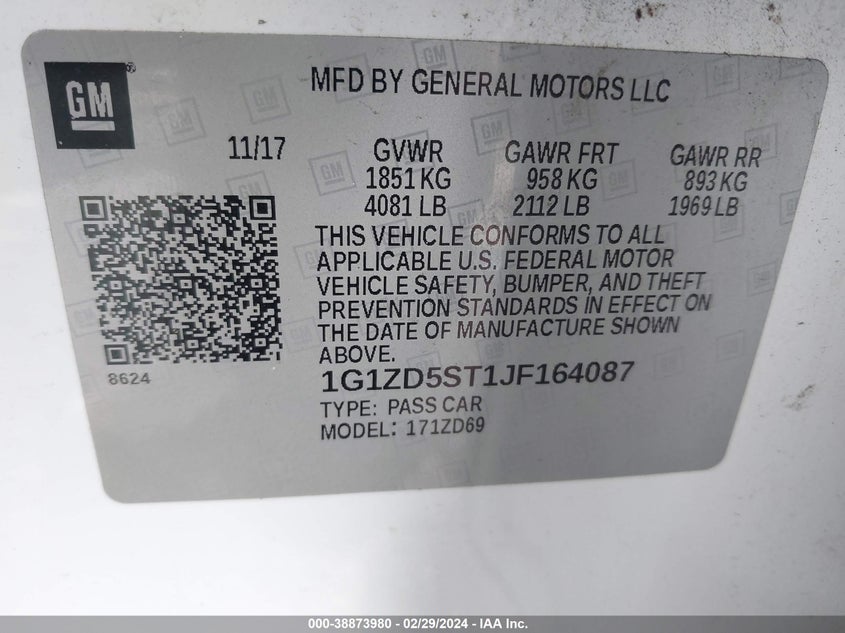 GM
MFD BY GENERAL MOTORS LLC
11/17 GVWR GAWR FRT GAWR RR
1851 KG 958 KG 893 KG
4081 LB 2112 LB 1969 LB
THIS VEHICLE CONFORMS TO ALL
APPLICABLE U.S. FEDERAL MOTOR
VEHICLE SAFETY, BUMPER, AND THEFT
PREVENTION STANDARDS IN EFFECT ON
THE DATE OF MANUFACTURE SHOWN
ABOVE.
8624
1G1ZD5ST1JF164087
TYPE: PASS CAR
MODEL: 171ZD69
000-38873980 - 02/29/2024 - IAA Inc.